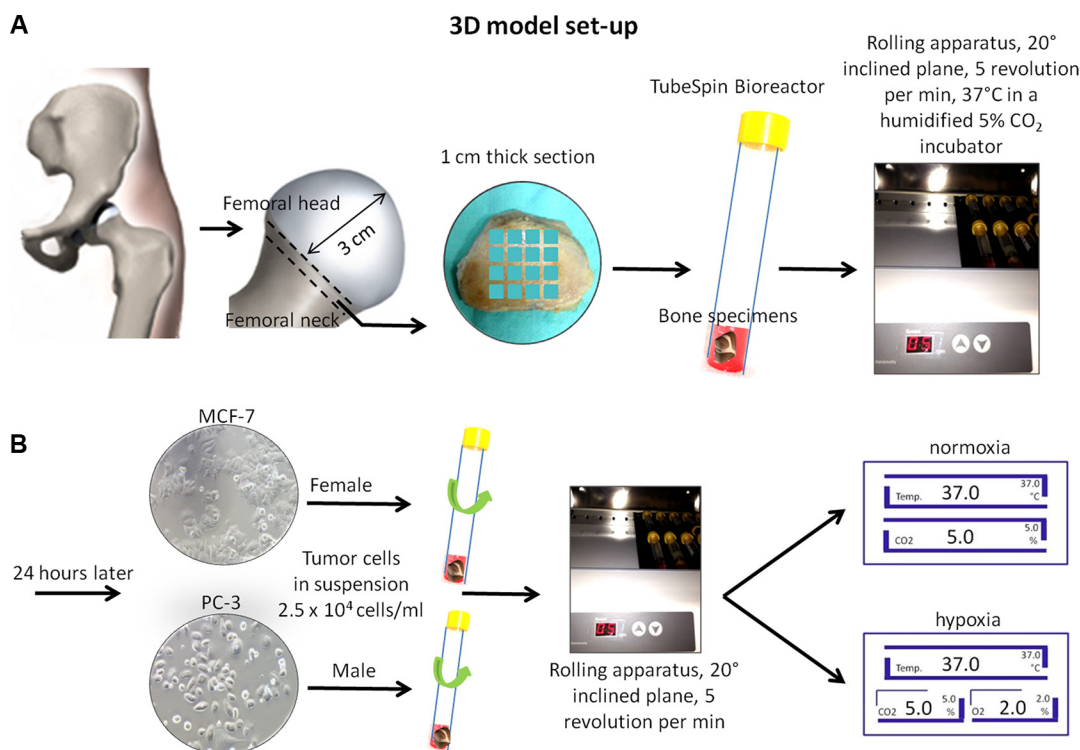 A
3D model set-up
Rolling apparatus, 20°
inclined plane, 5 revolution
per min, 37°C in a
humidified 5% CO₂
incubator
TubeSpin Bioreactor
1 cm thick section
Femoral head
3 cm
Femoral neck
Bone specimens
05
B
MCF-7
Female
24 hours later
Tumor cells
in suspension
2.5 x 10⁴ cells/ml
PC-3
Male
05
Rolling apparatus, 20°
inclined plane, 5
revolution per min
normoxia
Temp. 37.0 37.0 °C
CO2 5.0 5.0 %
hypoxia
Temp. 37.0 37.0 °C
CO2 5.0 5.0 % O2 2.0 2.0 %